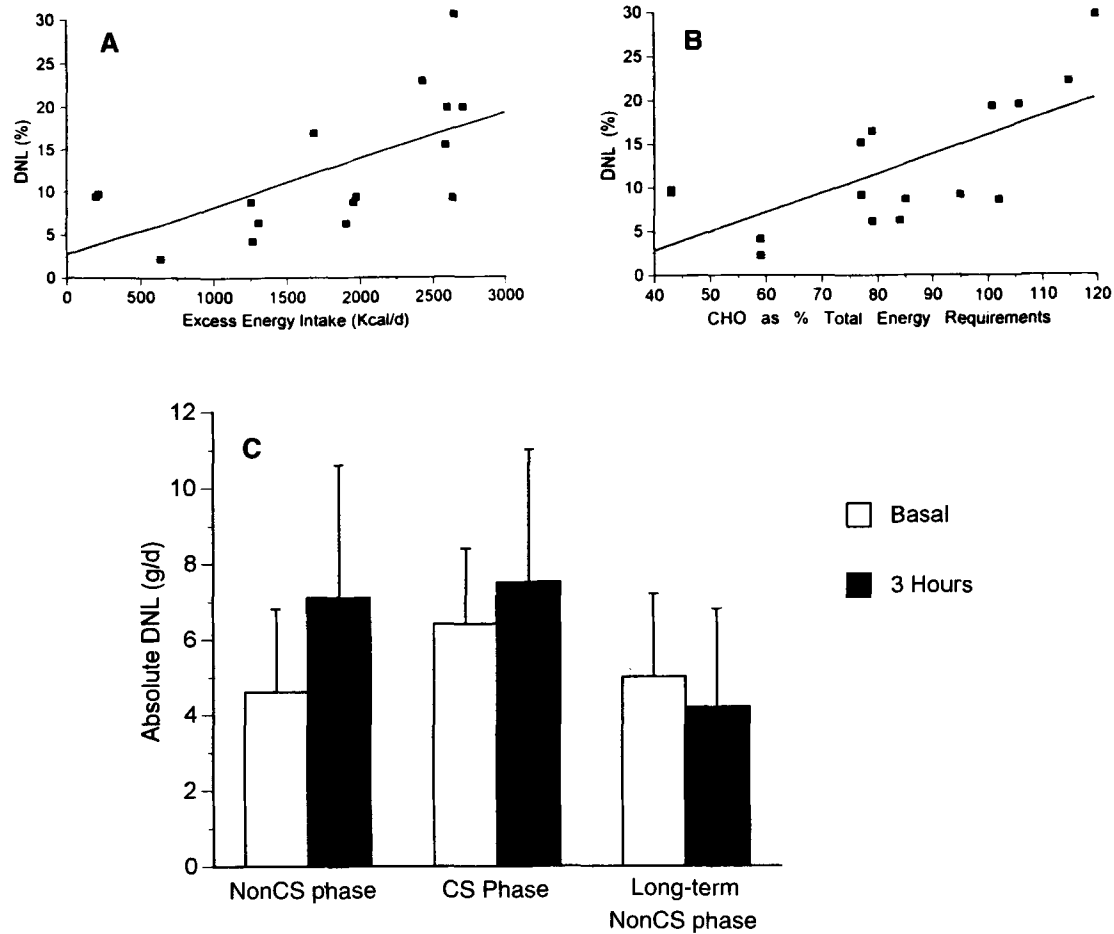 A
30
25
20
15
10
5
0
DNL (%)
0 500 1000 1500 2000 2500 3000
Excess Energy Intake (Kcal/d)
B
30
25
20
15
10
5
0
DNL (%)
40 50 60 70 80 90 100 110 120
CHO as % Total Energy Requirements
C
12
10
8
6
4
2
0
Absolute DNL (g/d)
NonCS phase CS Phase Long-term
NonCS phase
Basal
3 Hours